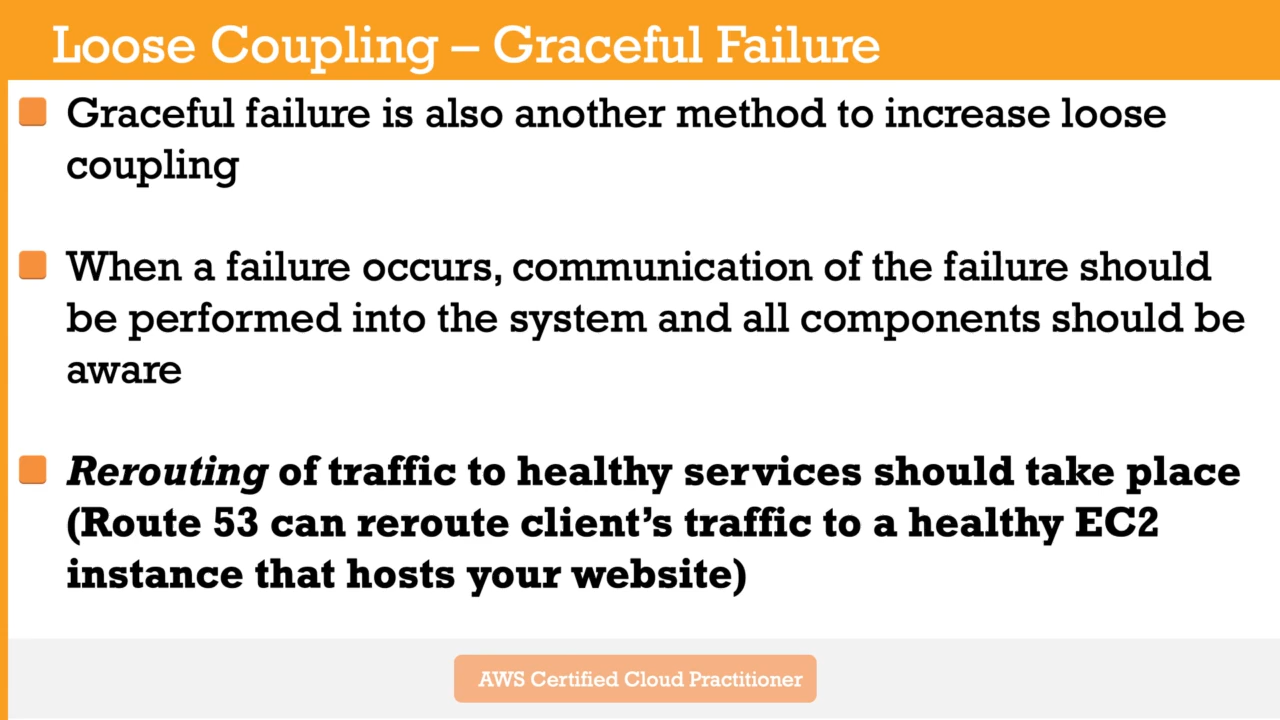 Loose Coupling – Graceful Failure
Graceful failure is also another method to increase loose
coupling
When a failure occurs, communication of the failure should
be performed into the system and all components should be
aware
Rerouting of traffic to healthy services should take place
(Route 53 can reroute client’s traffic to a healthy EC2
instance that hosts your website)
AWS Certified Cloud Practitioner